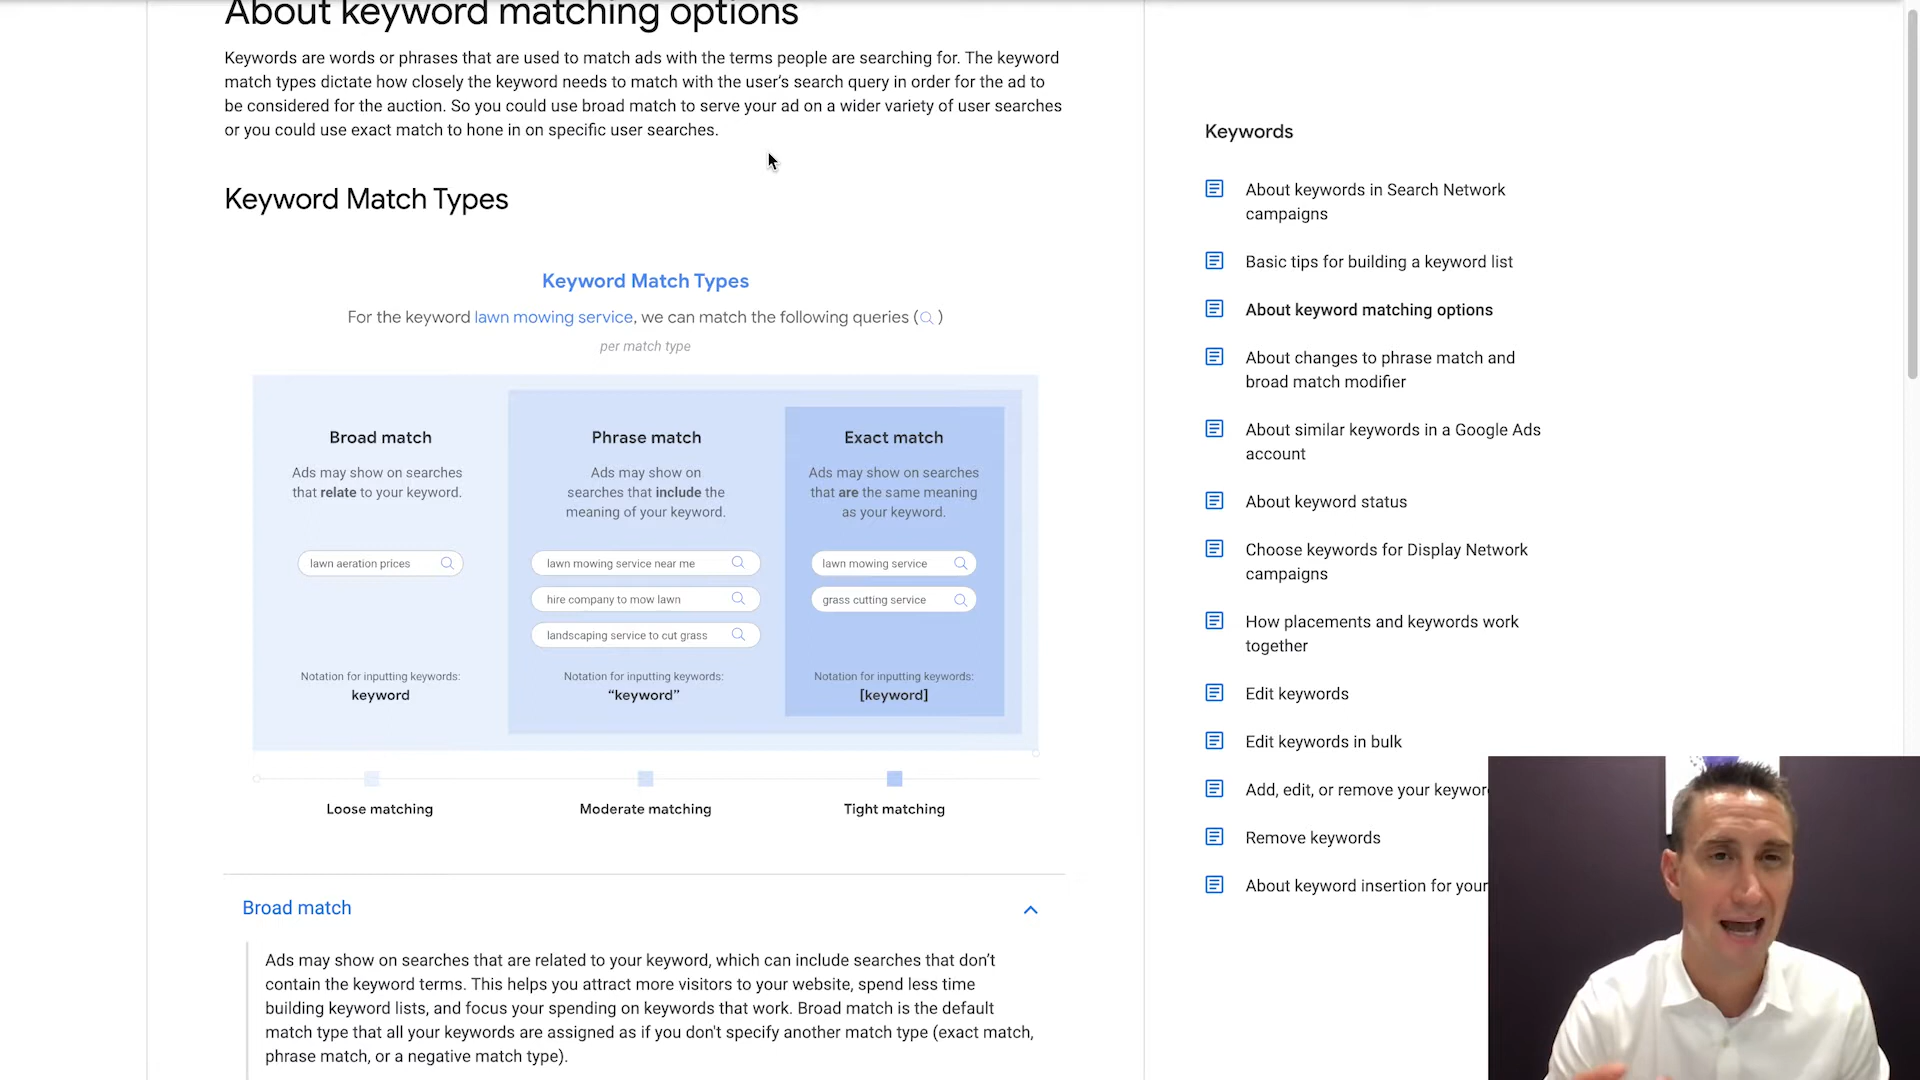 About keyword matching options
Keywords are words or phrases that are used to match ads with the terms people are searching for. The keyword
match types dictate how closely the keyword needs to match with the user's search query in order for the ad to
be considered for the auction. So you could use broad match to serve your ad on a wider variety of user searches
or you could use exact match to hone in on specific user searches.
Keyword Match Types
Keyword Match Types
For the keyword lawn mowing service, we can match the following queries ( )
per match type
Broad match
Ads may show on searches
that relate to your keyword.
lawn aeration prices
Notation for inputting keywords:
keyword
Phrase match
Ads may show on
searches that include the
meaning of your keyword.
lawn mowing service near me
hire company to mow lawn
landscaping service to cut grass
Notation for inputting keywords:
“keyword”
Exact match
Ads may show on searches
that are the same meaning
as your keyword.
lawn mowing service
grass cutting service
Notation for inputting keywords:
[keyword]
Loose matching
Moderate matching
Tight matching
Broad match
Ads may show on searches that are related to your keyword, which can include searches that don’t
contain the keyword terms. This helps you attract more visitors to your website, spend less time
building keyword lists, and focus your spending on keywords that work. Broad match is the default
match type that all your keywords are assigned as if you don't specify another match type (exact match,
phrase match, or a negative match type).
Keywords
About keywords in Search Network
campaigns
Basic tips for building a keyword list
About keyword matching options
About changes to phrase match and
broad match modifier
About similar keywords in a Google Ads
account
About keyword status
Choose keywords for Display Network
campaigns
How placements and keywords work
together
Edit keywords
Edit keywords in bulk
Add, edit, or remove your keywor
Remove keywords
About keyword insertion for your